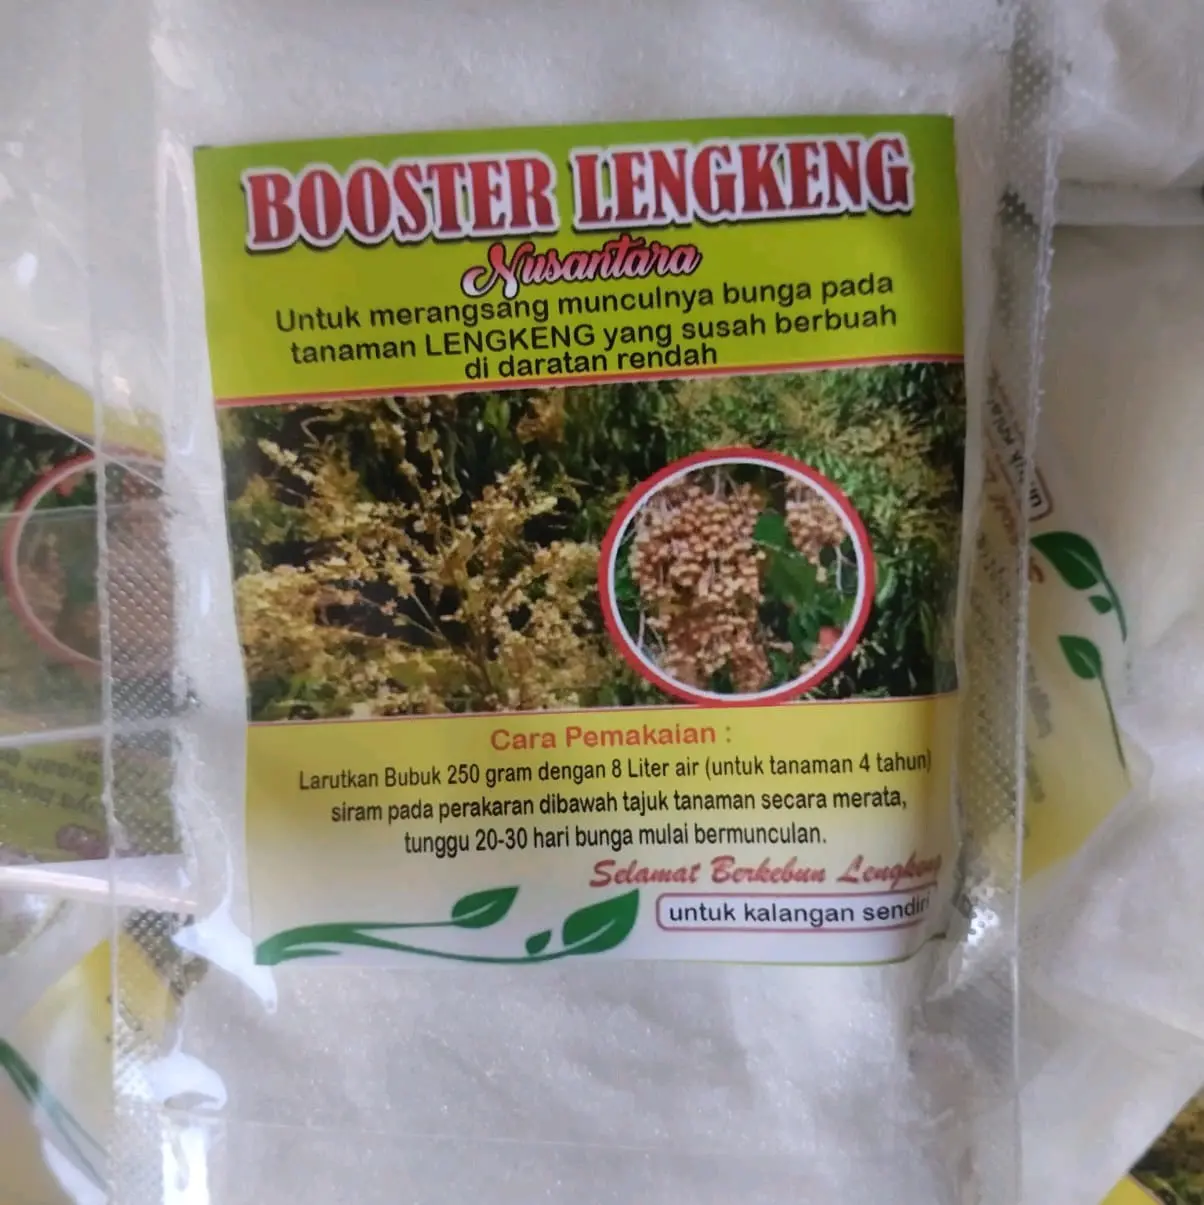 BOOSTER LENGKENG
Nusantara
Untuk merangsang munculnya bunga pada
tanaman LENGKENG yang susah berbuah
di daratan rendah
Cara Pemakaian :
Larutkan Bubuk 250 gram dengan 8 Liter air (untuk tanaman 4 tahun)
siram pada perakaran dibawah tajuk tanaman secara merata,
tunggu 20-30 hari bunga mulai bermunculan.
Selamat Berkebun Lengkeng
untuk kalangan sendiri